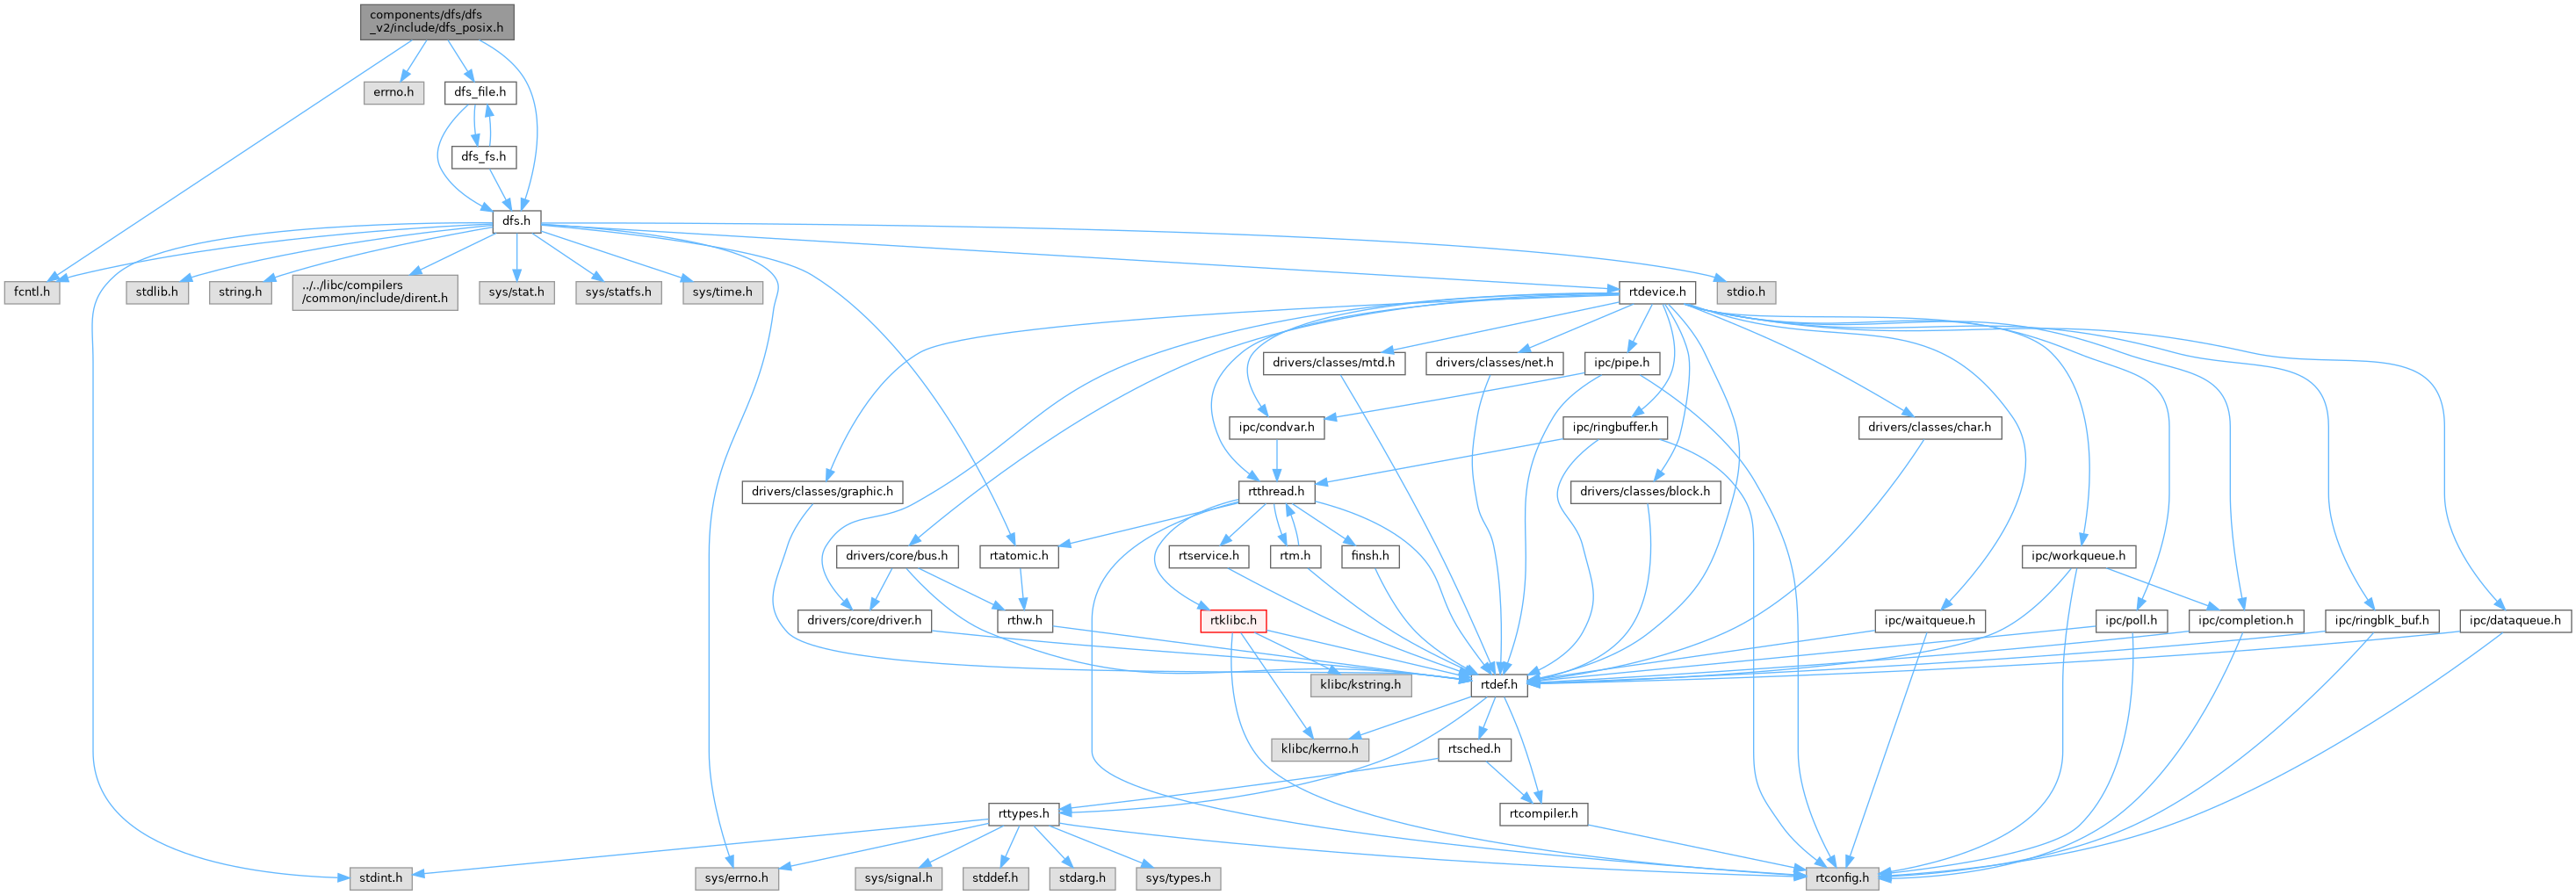 components/dfs/dfs
_v2/include/dfs_posix.h
errno.h
dfs_file.h
dfs_fs.h
dfs.h
fcntl.h
stdlib.h
string.h
../../libc/compilers
/common/include/dirent.h
sys/stat.h
sys/statfs.h
sys/time.h
rtdevice.h
stdio.h
drivers/classes/mtd.h
drivers/classes/net.h
ipc/pipe.h
ipc/condvar.h
ipc/ringbuffer.h
drivers/classes/char.h
drivers/classes/graphic.h
rtthread.h
drivers/classes/block.h
drivers/core/bus.h
rtatomic.h
rtservice.h
rtm.h
finsh.h
ipc/workqueue.h
drivers/core/driver.h
rthw.h
rtklibc.h
ipc/waitqueue.h
ipc/poll.h
ipc/completion.h
ipc/ringblk_buf.h
ipc/dataqueue.h
klibc/kstring.h
rtdef.h
klibc/kerrno.h
rtsched.h
rttypes.h
rtcompiler.h
stdint.h
sys/errno.h
sys/signal.h
stddef.h
stdarg.h
sys/types.h
rtconfig.h